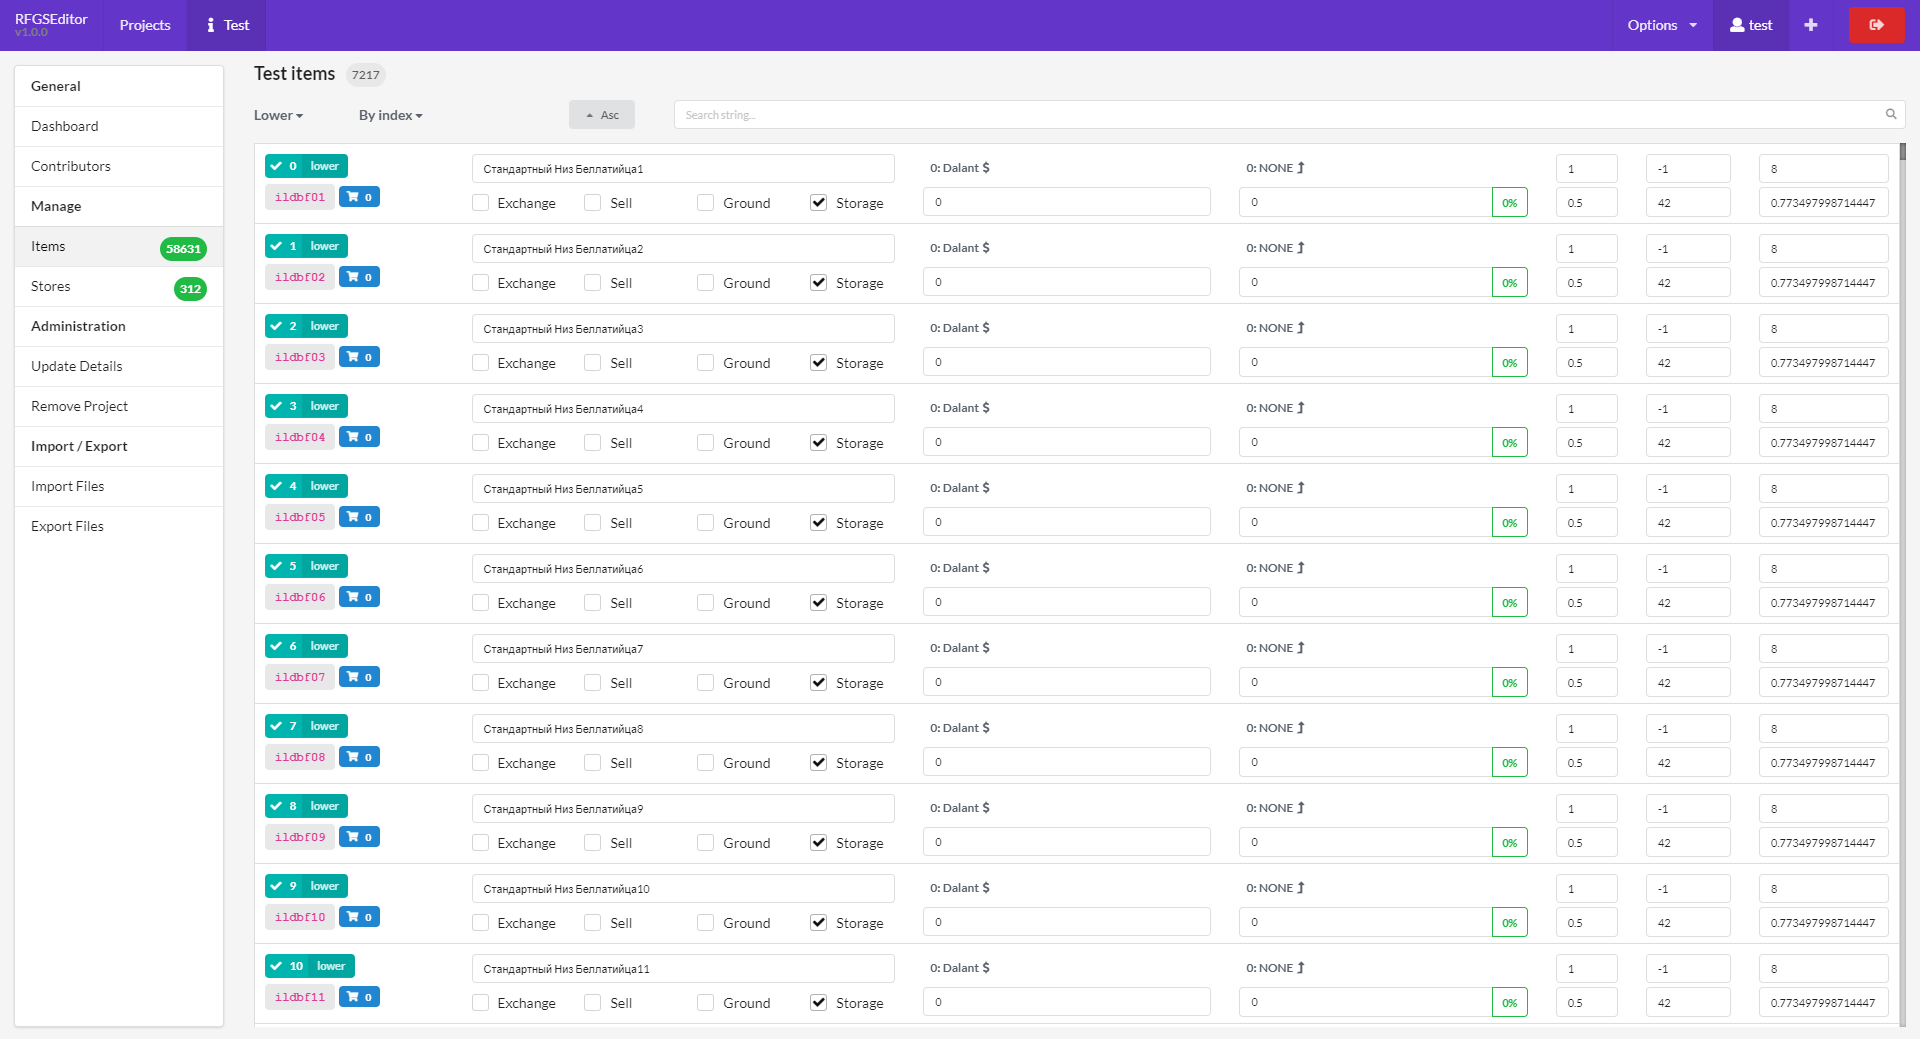 RFGSEditor
v1.0.0
Projects
Test
Options
test
General
Dashboard
Contributors
Manage
Items 58631
Stores 312
Administration
Update Details
Remove Project
Import / Export
Import Files
Export Files
Test items 7217
Lower By index Asc Search string...
0 lower Стандартный Низ Беллатийца1 0: Dalant $ 0: NONE 1 -1 8
ildbf01 0 Exchange Sell Ground Storage 0 0 0% 0.5 42 0.773497998714447
1 lower Стандартный Низ Беллатийца2 0: Dalant $ 0: NONE 1 -1 8
ildbf02 0 Exchange Sell Ground Storage 0 0 0% 0.5 42 0.773497998714447
2 lower Стандартный Низ Беллатийца3 0: Dalant $ 0: NONE 1 -1 8
ildbf03 0 Exchange Sell Ground Storage 0 0 0% 0.5 42 0.773497998714447
3 lower Стандартный Низ Беллатийца4 0: Dalant $ 0: NONE 1 -1 8
ildbf04 0 Exchange Sell Ground Storage 0 0 0% 0.5 42 0.773497998714447
4 lower Стандартный Низ Беллатийца5 0: Dalant $ 0: NONE 1 -1 8
ildbf05 0 Exchange Sell Ground Storage 0 0 0% 0.5 42 0.773497998714447
5 lower Стандартный Низ Беллатийца6 0: Dalant $ 0: NONE 1 -1 8
ildbf06 0 Exchange Sell Ground Storage 0 0 0% 0.5 42 0.773497998714447
6 lower Стандартный Низ Беллатийца7 0: Dalant $ 0: NONE 1 -1 8
ildbf07 0 Exchange Sell Ground Storage 0 0 0% 0.5 42 0.773497998714447
7 lower Стандартный Низ Беллатийца8 0: Dalant $ 0: NONE 1 -1 8
ildbf08 0 Exchange Sell Ground Storage 0 0 0% 0.5 42 0.773497998714447
8 lower Стандартный Низ Беллатийца9 0: Dalant $ 0: NONE 1 -1 8
ildbf09 0 Exchange Sell Ground Storage 0 0 0% 0.5 42 0.773497998714447
9 lower Стандартный Низ Беллатийца10 0: Dalant $ 0: NONE 1 -1 8
ildbf10 0 Exchange Sell Ground Storage 0 0 0% 0.5 42 0.773497998714447
10 lower Стандартный Низ Беллатийца11 0: Dalant $ 0: NONE 1 -1 8
ildbf11 0 Exchange Sell Ground Storage 0 0 0% 0.5 42 0.773497998714447